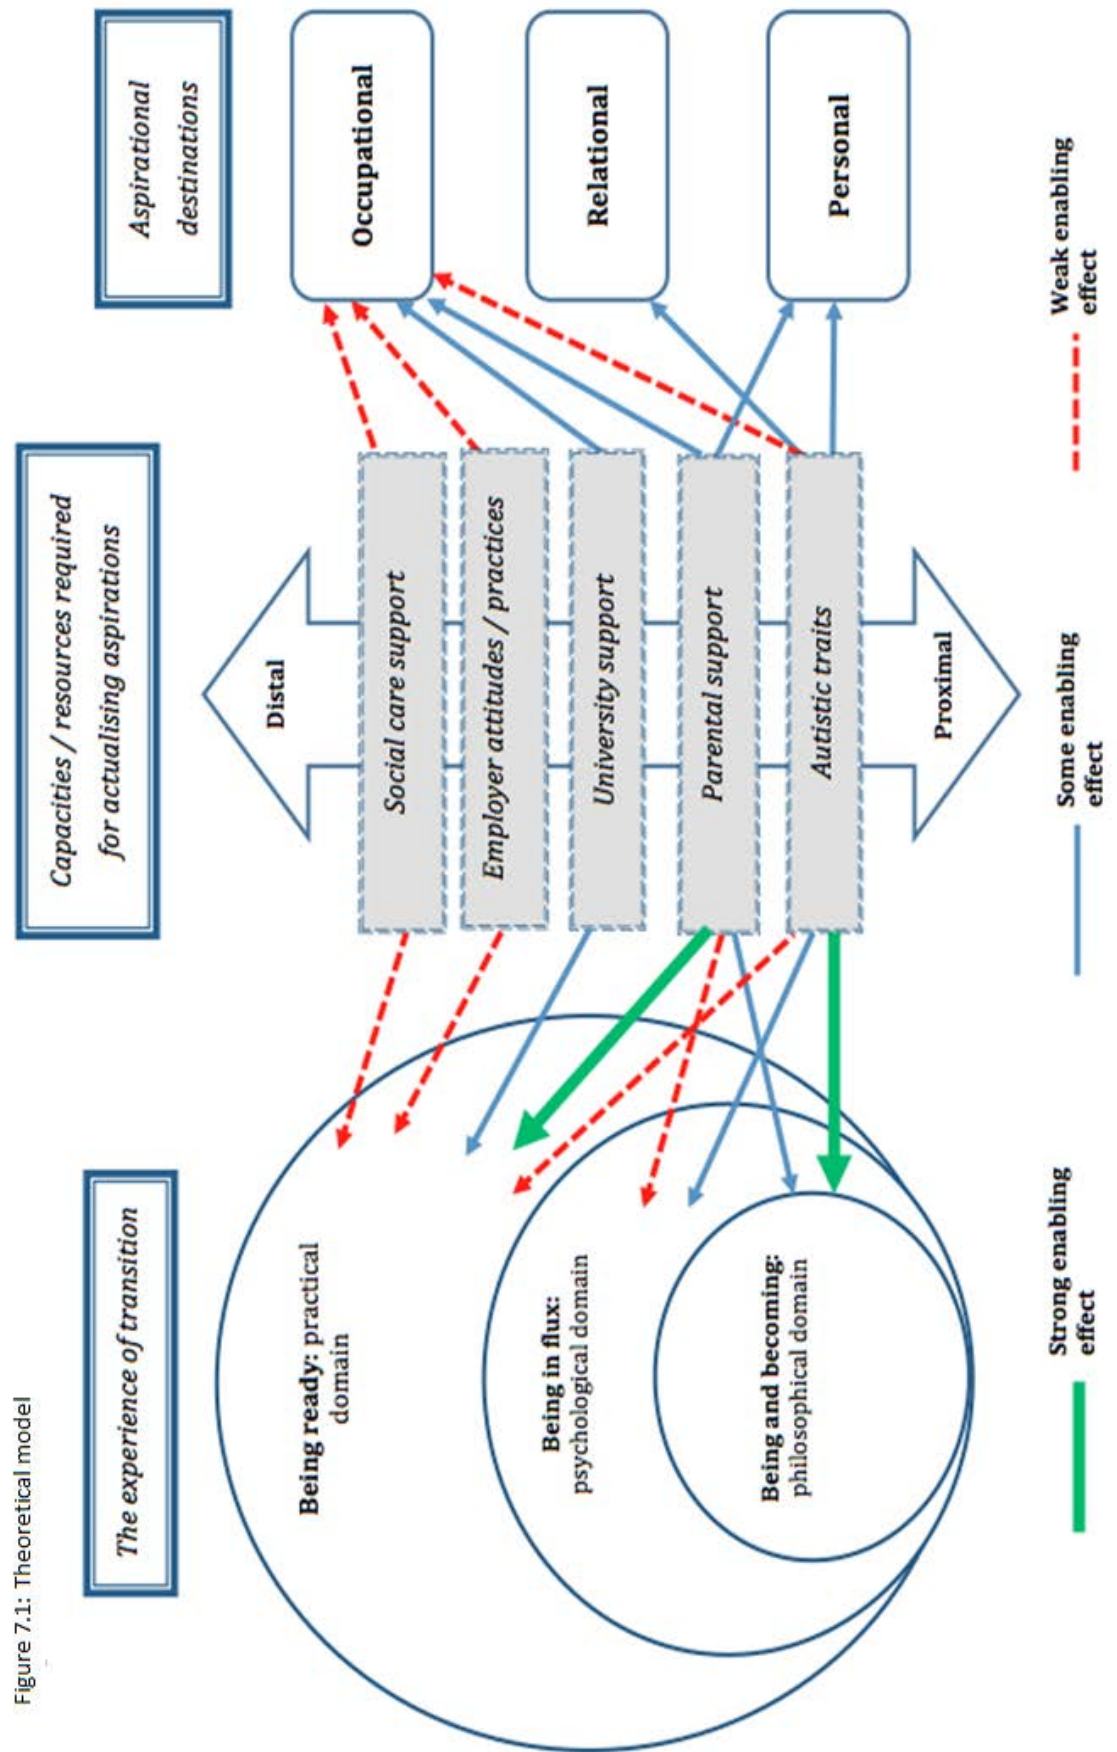 Figure 7.1: Theoretical model
The experience of transition
Capacities / resources required
for actualising aspirations
Aspirational
destinations
Being ready: practical
domain
Being in flux:
psychological domain
Being and becoming:
philosophical domain
Distal
Social care support
Employer attitudes / practices
University support
Parental support
Autistic traits
Proximal
Occupational
Relational
Personal
Strong enabling
effect
Some enabling
effect
Weak enabling
effect